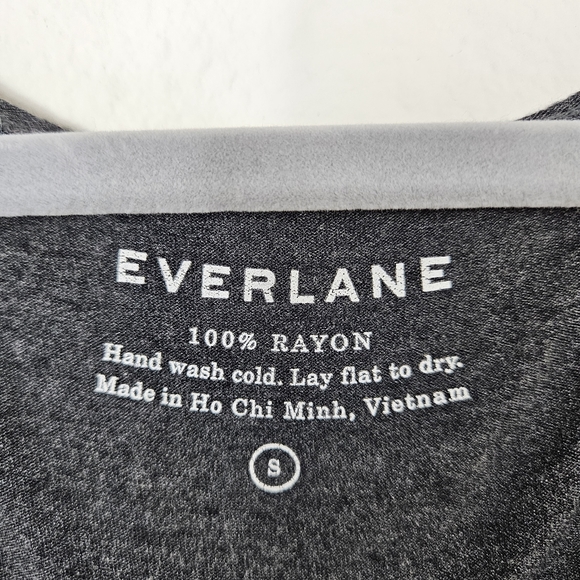 EVERLANE
100% RAYON
Hand wash cold. Lay flat to dry.
Made in Ho Chi Minh, Vietnam
S